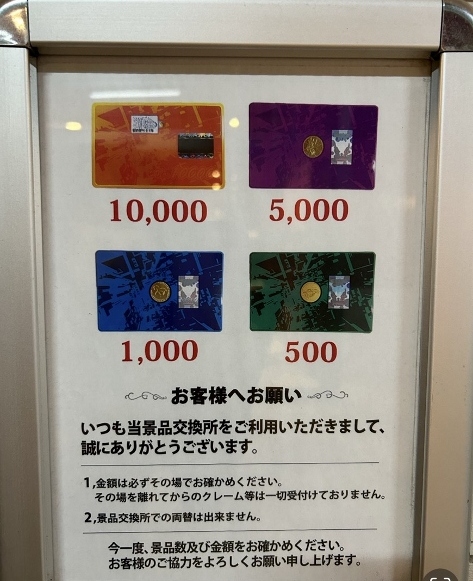 10,000
5,000
1,000
500
お客様へお願い
いつも当景品交換所をご利用いただきまして、
誠にありがとうございます。
1,金額は必ずその場でお確かめください。
その場を離れてからのクレーム等は一切受付けておりません。
2,景品交換所での両替は出来ません。
今一度、景品数及び金額をお確かめください。
お客様のご協力をよろしくお願い申し上げます。